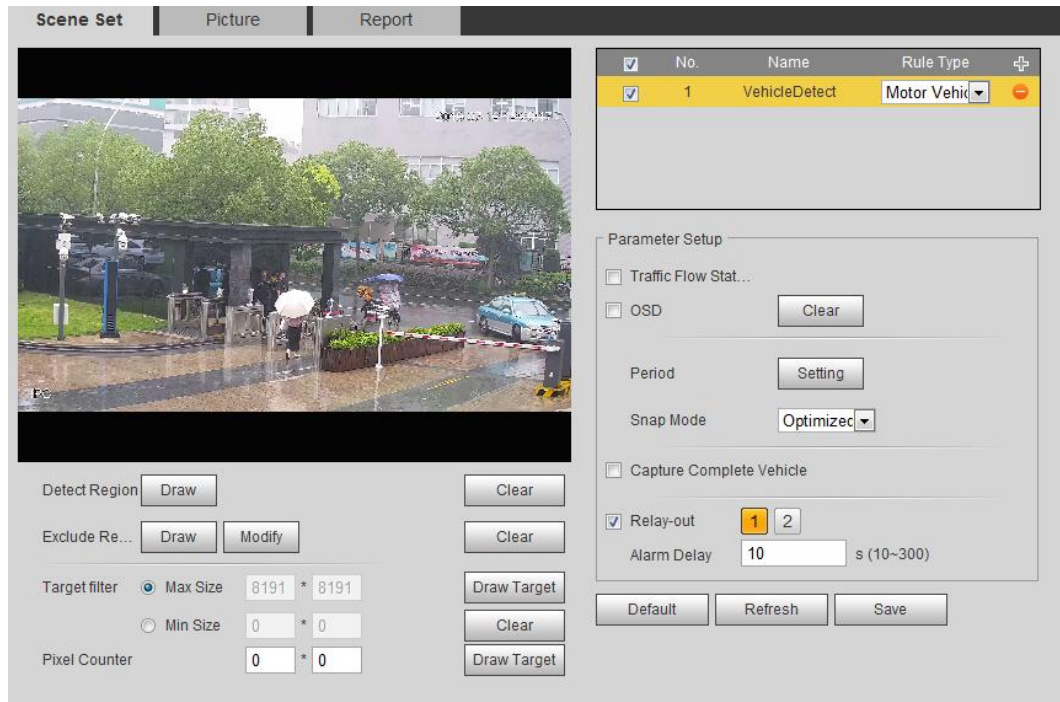 Scene Set Picture Report
No. Name Rule Type
1 VehicleDetect Motor Vehic
Parameter Setup
Traffic Flow Stat...
OSD Clear
Period Setting
Snap Mode Optimizec
Capture Complete Vehicle
Relay-out 1 2
Alarm Delay 10 s (10~300)
Default Refresh Save
Detect Region Draw Clear
Exclude Re... Draw Modify Clear
Target filter Max Size 8191 * 8191 Draw Target
Min Size 0 * 0 Clear
Pixel Counter 0 * 0 Draw Target